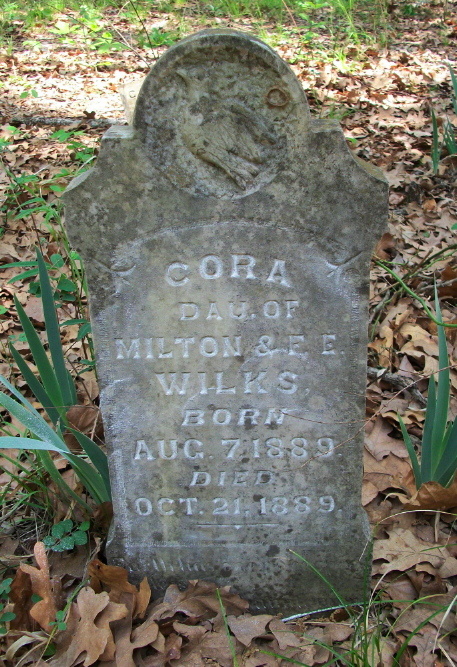 CORA
DAU. OF
MILTON & F. E.
WILKS,
BORN
AUG. 7, 1889.
DIED
OCT. 21, 1889.